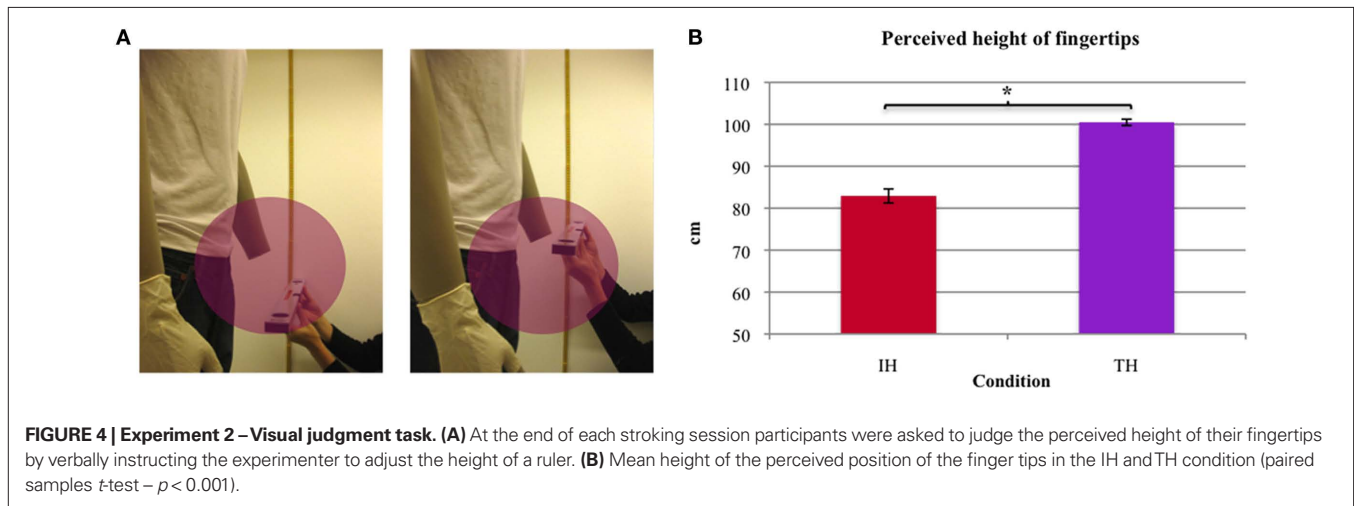 A
B
Perceived height of fingertips
110
100
90
80
70
60
50
cm
*
IH
TH
Condition
FIGURE 4 | Experiment 2 – Visual judgment task. (A) At the end of each stroking session participants were asked to judge the perceived height of their fingertips
by verbally instructing the experimenter to adjust the height of a ruler. (B) Mean height of the perceived position of the finger tips in the IH and TH condition (paired
samples t-test – p < 0.001).